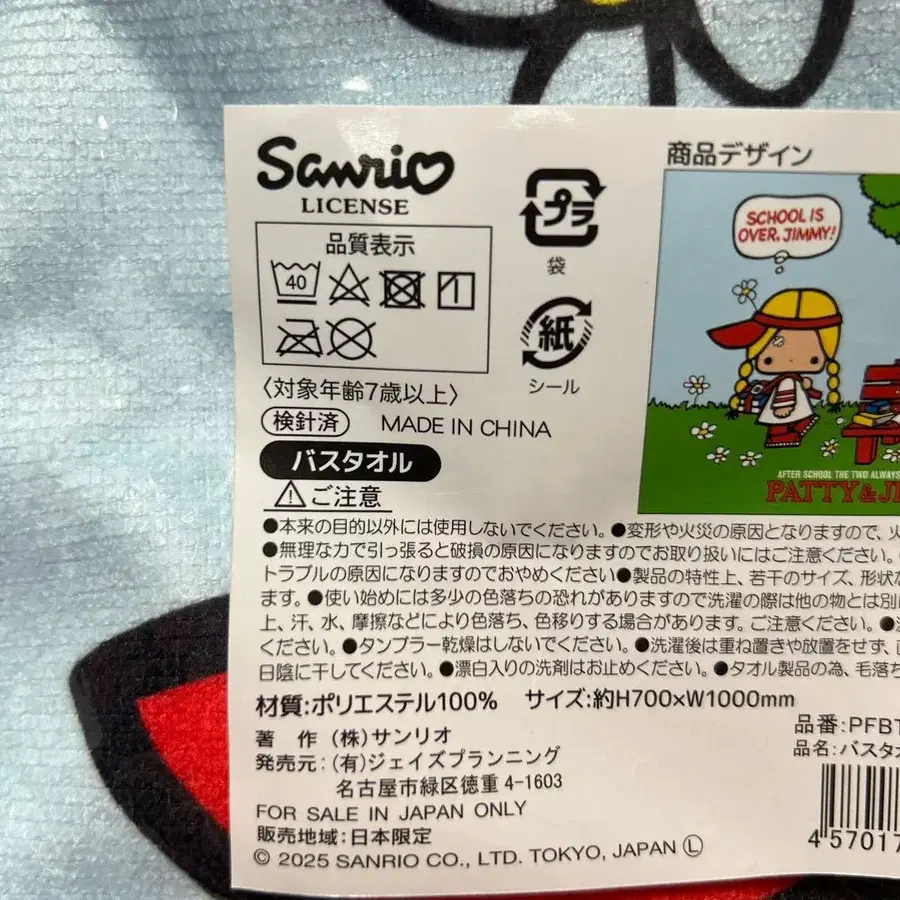 Sanrio
LICENSE
品質表示
40
〈対象年齢7歳以上〉
検針済 MADE IN CHINA
バスタオル
ご注意
プラ
袋
紙
シール
商品デザイン
SCHOOL IS
OVER, JIMMY!
AFTER SCHOOL THE TWO ALWAYS
PATTY & JI
●本来の目的以外には使用しないでください。●変形や火災の原因となりますので、火
●無理な力で引っ張ると破損の原因になりますのでお取り扱いにはご注意ください。
トラブルの原因になりますのでおやめください●製品の特性上、若干のサイズ、形状な
ます。●使い始めには多少の色落ちの恐れがありますので洗濯の際は他の物とは別に
上、汗、水、摩擦などにより色落ち、色移りする場合があります。ご注意ください。●
ください。●タンブラー乾燥はしないでください。●洗濯後は重ね置きや放置をせず、
日陰に干してください。●漂白入りの洗剤はお止めください。●タオル製品の為、毛落ち
材質:ポリエステル100% サイズ:約H700×W1000mm
著 作 (株)サンリオ
発売元:(有)ジェイズプランニング
名古屋市緑区徳重 4-1603
FOR SALE IN JAPAN ONLY
販売地域:日本限定
© 2025 SANRIO CO., LTD. TOKYO, JAPAN Ⓛ
品番:PFBT
品名:バスタオ
4 57017